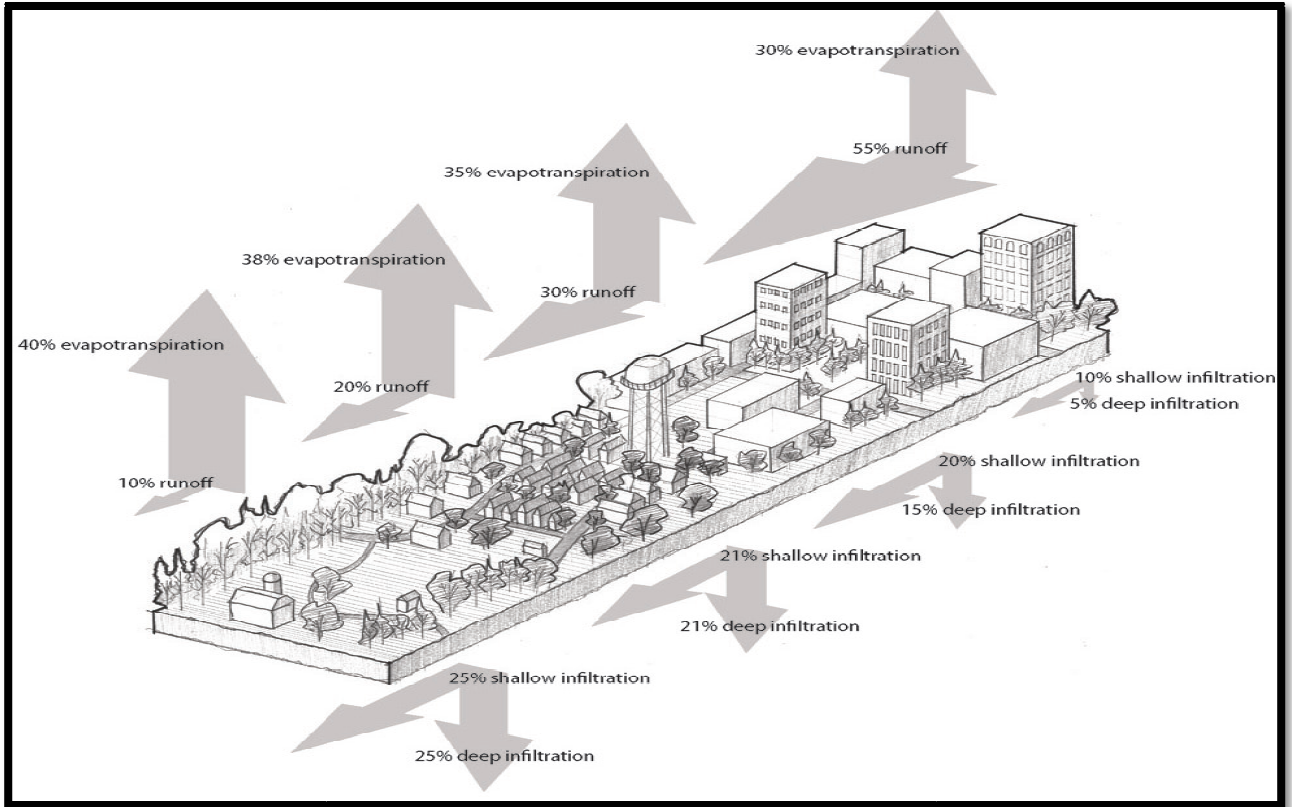 30% evapotranspiration
55% runoff
35% evapotranspiration
38% evapotranspiration
30% runoff
40% evapotranspiration
20% runoff
10% shallow infiltration
5% deep infiltration
20% shallow infiltration
10% runoff
15% deep infiltration
21% shallow infiltration
21% deep infiltration
25% shallow infiltration
25% deep infiltration